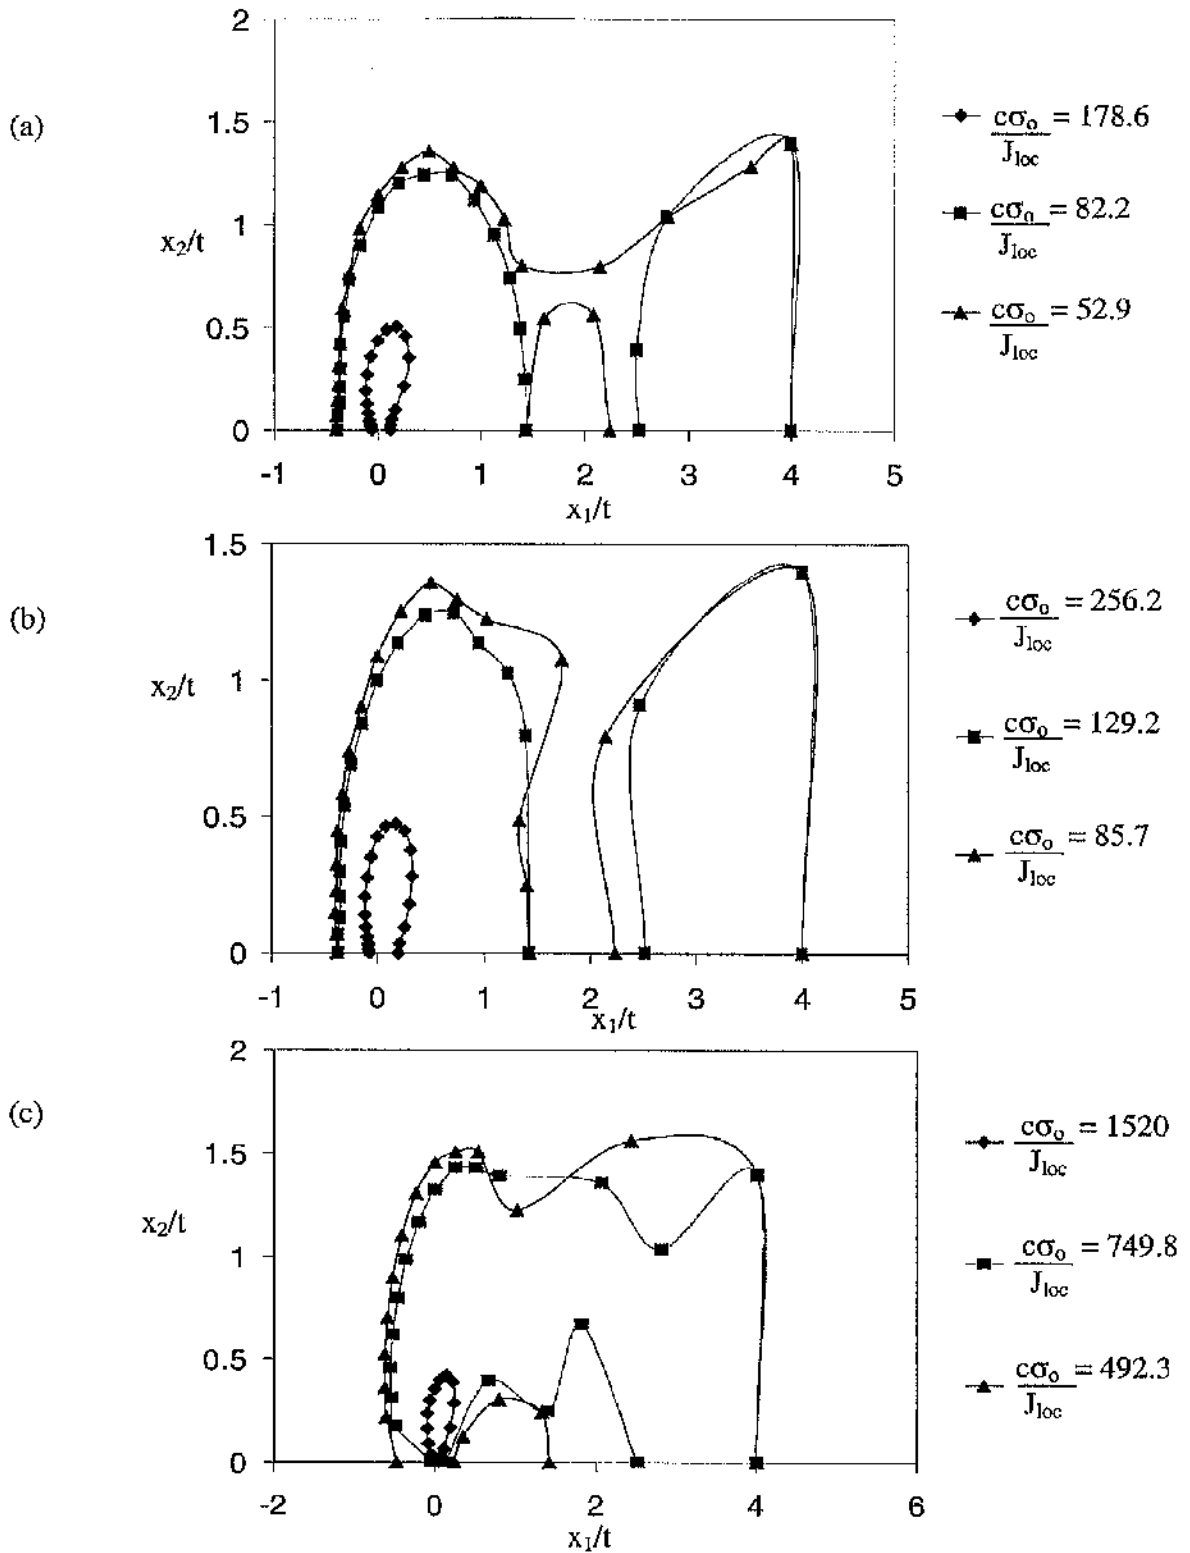 (a)
2
1.5
1
0.5
0
x₂/t
-1 0 1 2 3 4 5
x₁/t
cσₒ = 178.6
Jₗₒc
cσₒ = 82.2
Jₗₒc
cσₒ = 52.9
Jₗₒc
(b)
1.5
1
0.5
0
x₂/t
-1 0 1 2 3 4 5
x₁/t
cσₒ = 256.2
Jₗₒc
cσₒ = 129.2
Jₗₒc
cσₒ = 85.7
Jₗₒc
(c)
2
1.5
1
0.5
0
x₂/t
-2 0 2 4 6
x₁/t
cσₒ = 1520
Jₗₒc
cσₒ = 749.8
Jₗₒc
cσₒ = 492.3
Jₗₒc